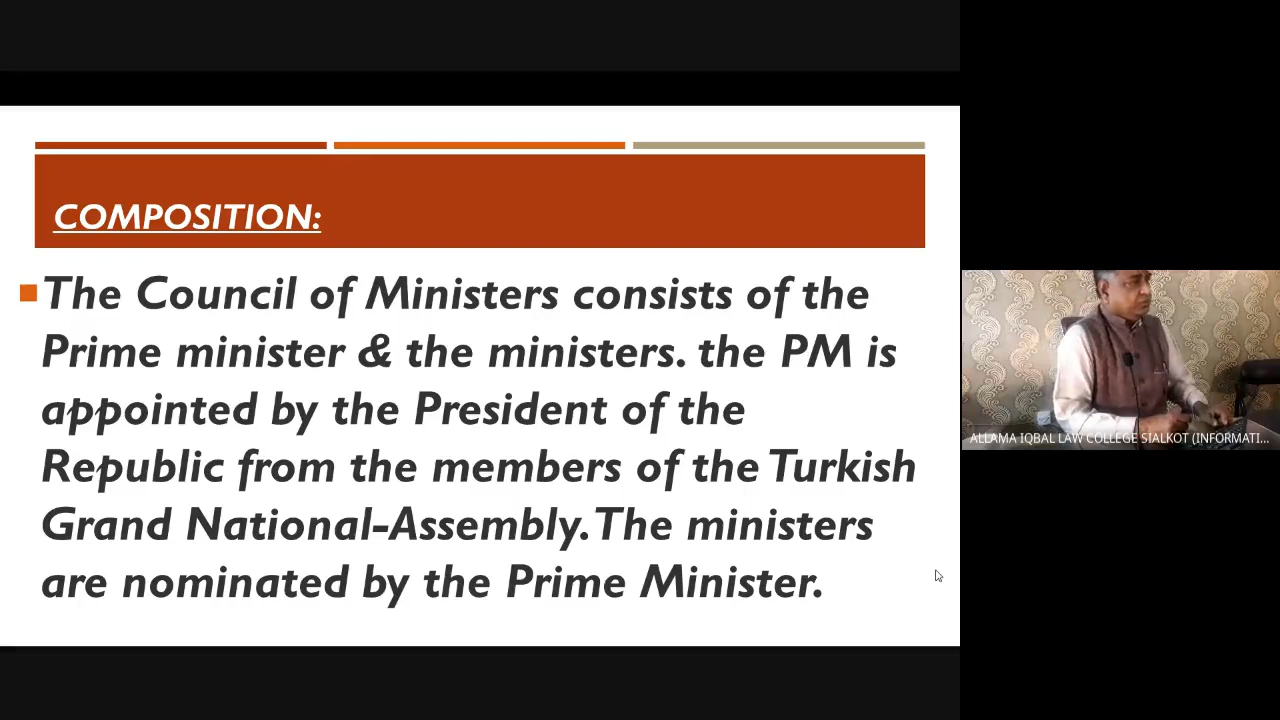 COMPOSITION:
The Council of Ministers consists of the
Prime minister & the ministers. the PM is
appointed by the President of the
Republic from the members of the Turkish
Grand National-Assembly. The ministers
are nominated by the Prime Minister.
ALLAMA IQBAL LAW COLLEGE SIALKOT (INFORMATI...